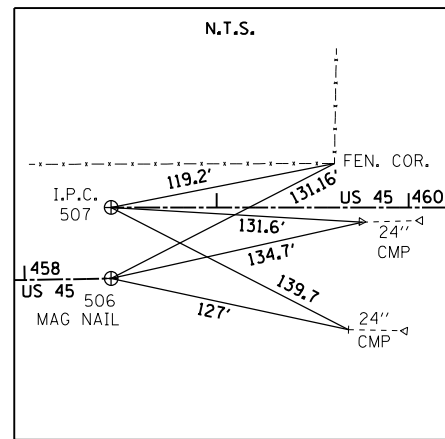 N.T.S.
FEN. COR.
119.2'
131.16'
I.P.C.
507
US 45
460
131.6'
24"
CMP
134.7'
458
US 45
506
MAG NAIL
139.7
127'
24"
CMP